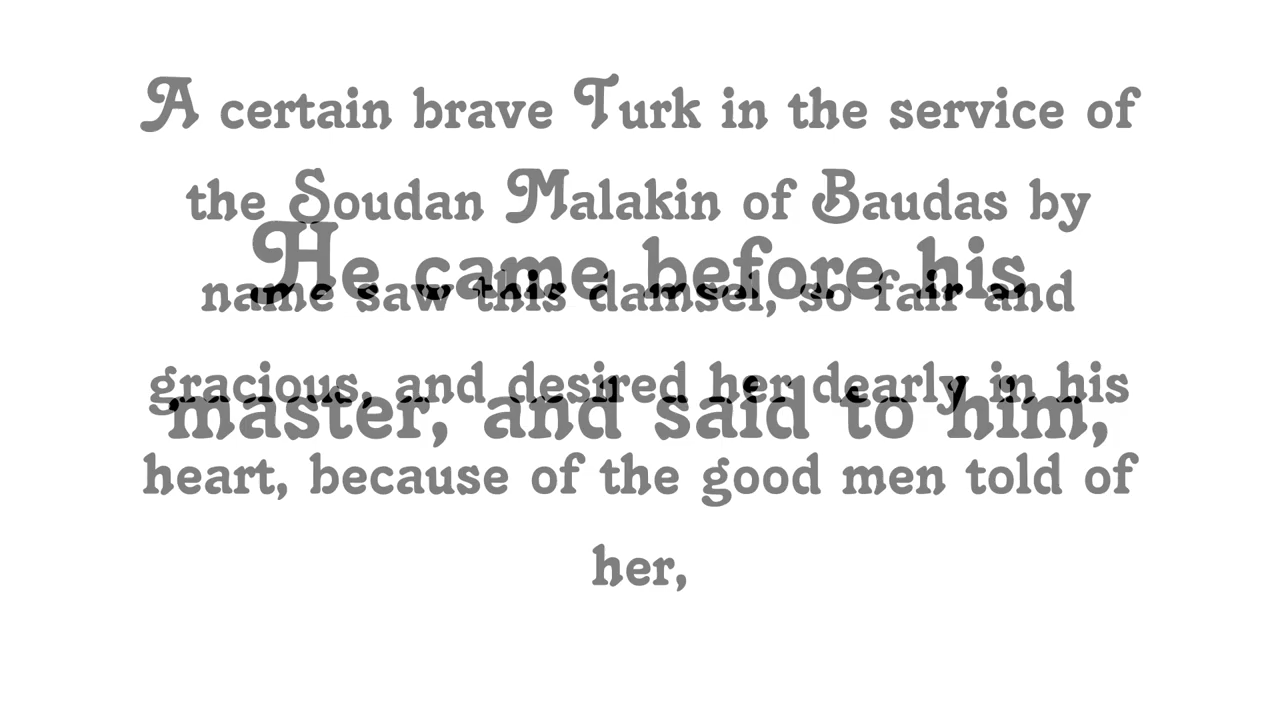 A certain brave Turk in the service of
the Soudan Malakin of Baudas by
name saw this damsel, so fair and
gracious, and desired her dearly in his
heart, because of the good men told of
her,
He came before his
master, and said to him,